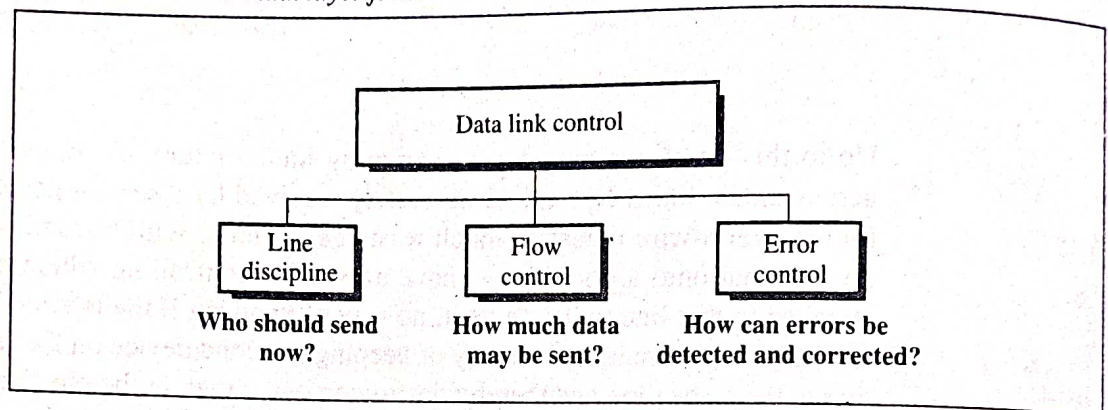 Data link control
Line
discipline
Flow
control
Error
control
Who should send
now?
How much data
may be sent?
How can errors be
detected and corrected?